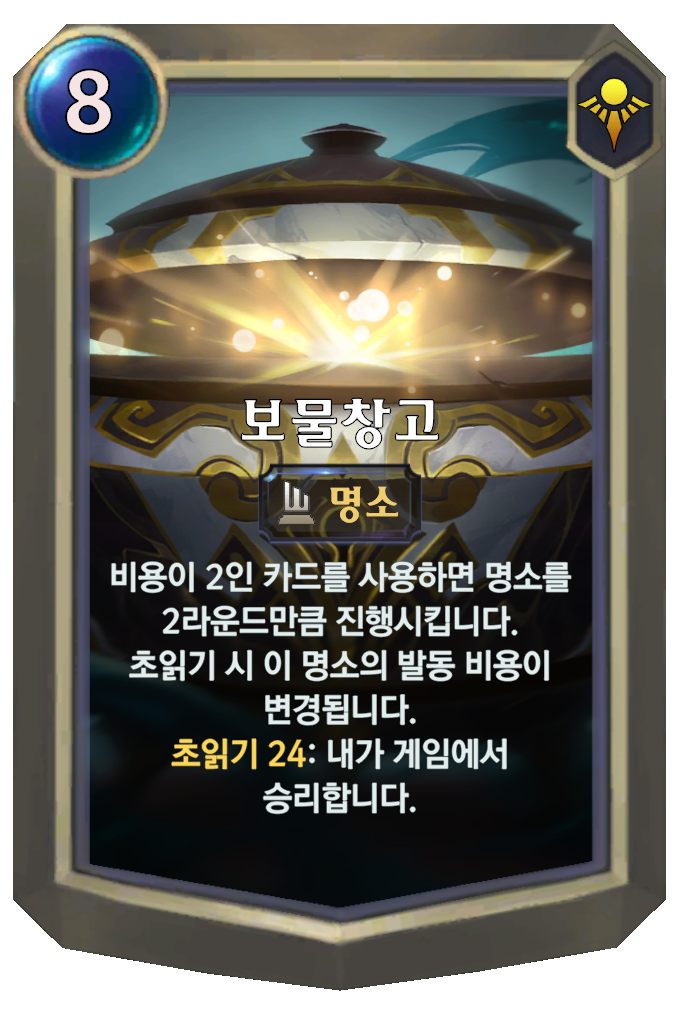 8
보물창고
명소
비용이 2인 카드를 사용하면 명소를
2라운드만큼 진행시킵니다.
초읽기 시 이 명소의 발동 비용이
변경됩니다.
초읽기 24: 내가 게임에서
승리합니다.